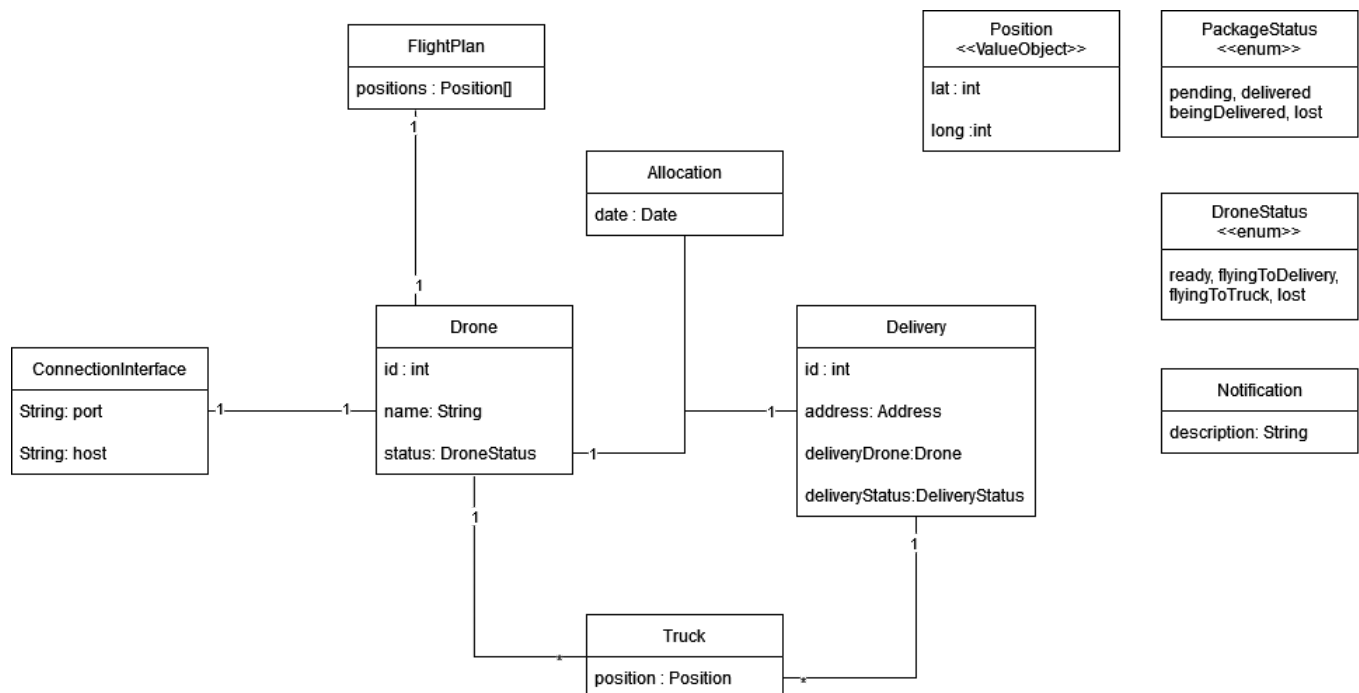 FlightPlan
positions : Position[]
1
1
Position
<<ValueObject>>
lat : int
long :int
PackageStatus
<<enum>>
pending, delivered
beingDelivered, lost
Allocation
date : Date
DroneStatus
<<enum>>
ready, flyingToDelivery,
flyingToTruck, lost
ConnectionInterface
String: port
String: host
1
1
Drone
id : int
name: String
status: DroneStatus
1
1
Delivery
id : int
address: Address
deliveryDrone:Drone
deliveryStatus:DeliveryStatus
Notification
description: String
1
1
Truck
position : Position
*
*